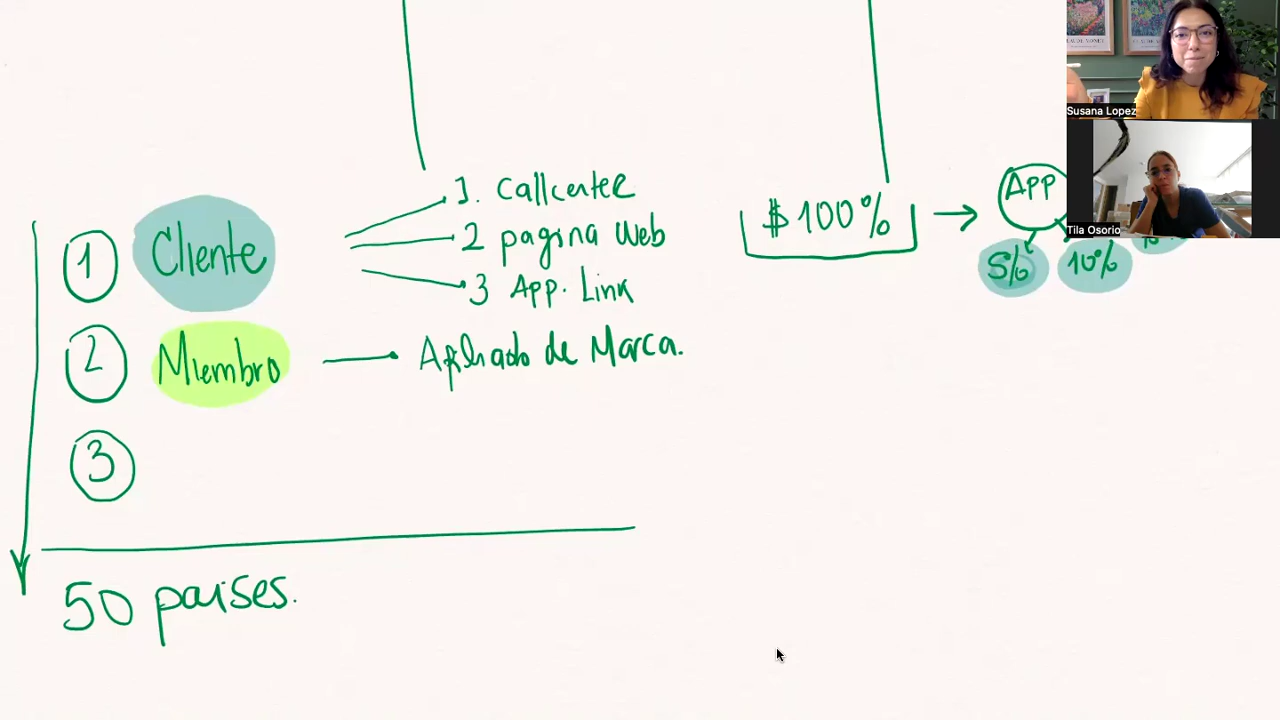 1 Cliente
1. Callcenter
2 pagina Web
3 App. Link
$100% → APP
5% 10%
2 Miembro
Afiliado de Marca.
3
50 paises.
Susana Lopez
Tila Osorio